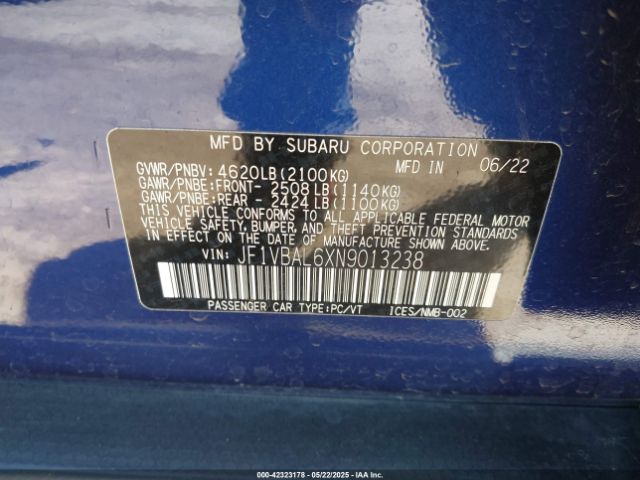 MFD BY SUBARU CORPORATION
GVWR/PNBV: 4620LB(2100KG) MFD IN 06/22
GAWR/PNBE:FRONT- 2508LB(1140KG)
GAWR/PNBE:REAR - 2424LB(1100KG)
THIS VEHICLE CONFORMS TO ALL APPLICABLE FEDERAL MOTOR
VEHICLE SAFETY, BUMPER, AND THEFT PREVENTION STANDARDS
IN EFFECT ON THE DATE OF MANUFACTURE SHOWN ABOVE.
VIN: JF1VBAL6XN9013238
PASSENGER CAR TYPE:PC/VT ICES/NMB-002
© 42323178 - 05/22/2025 - IAAI.COM